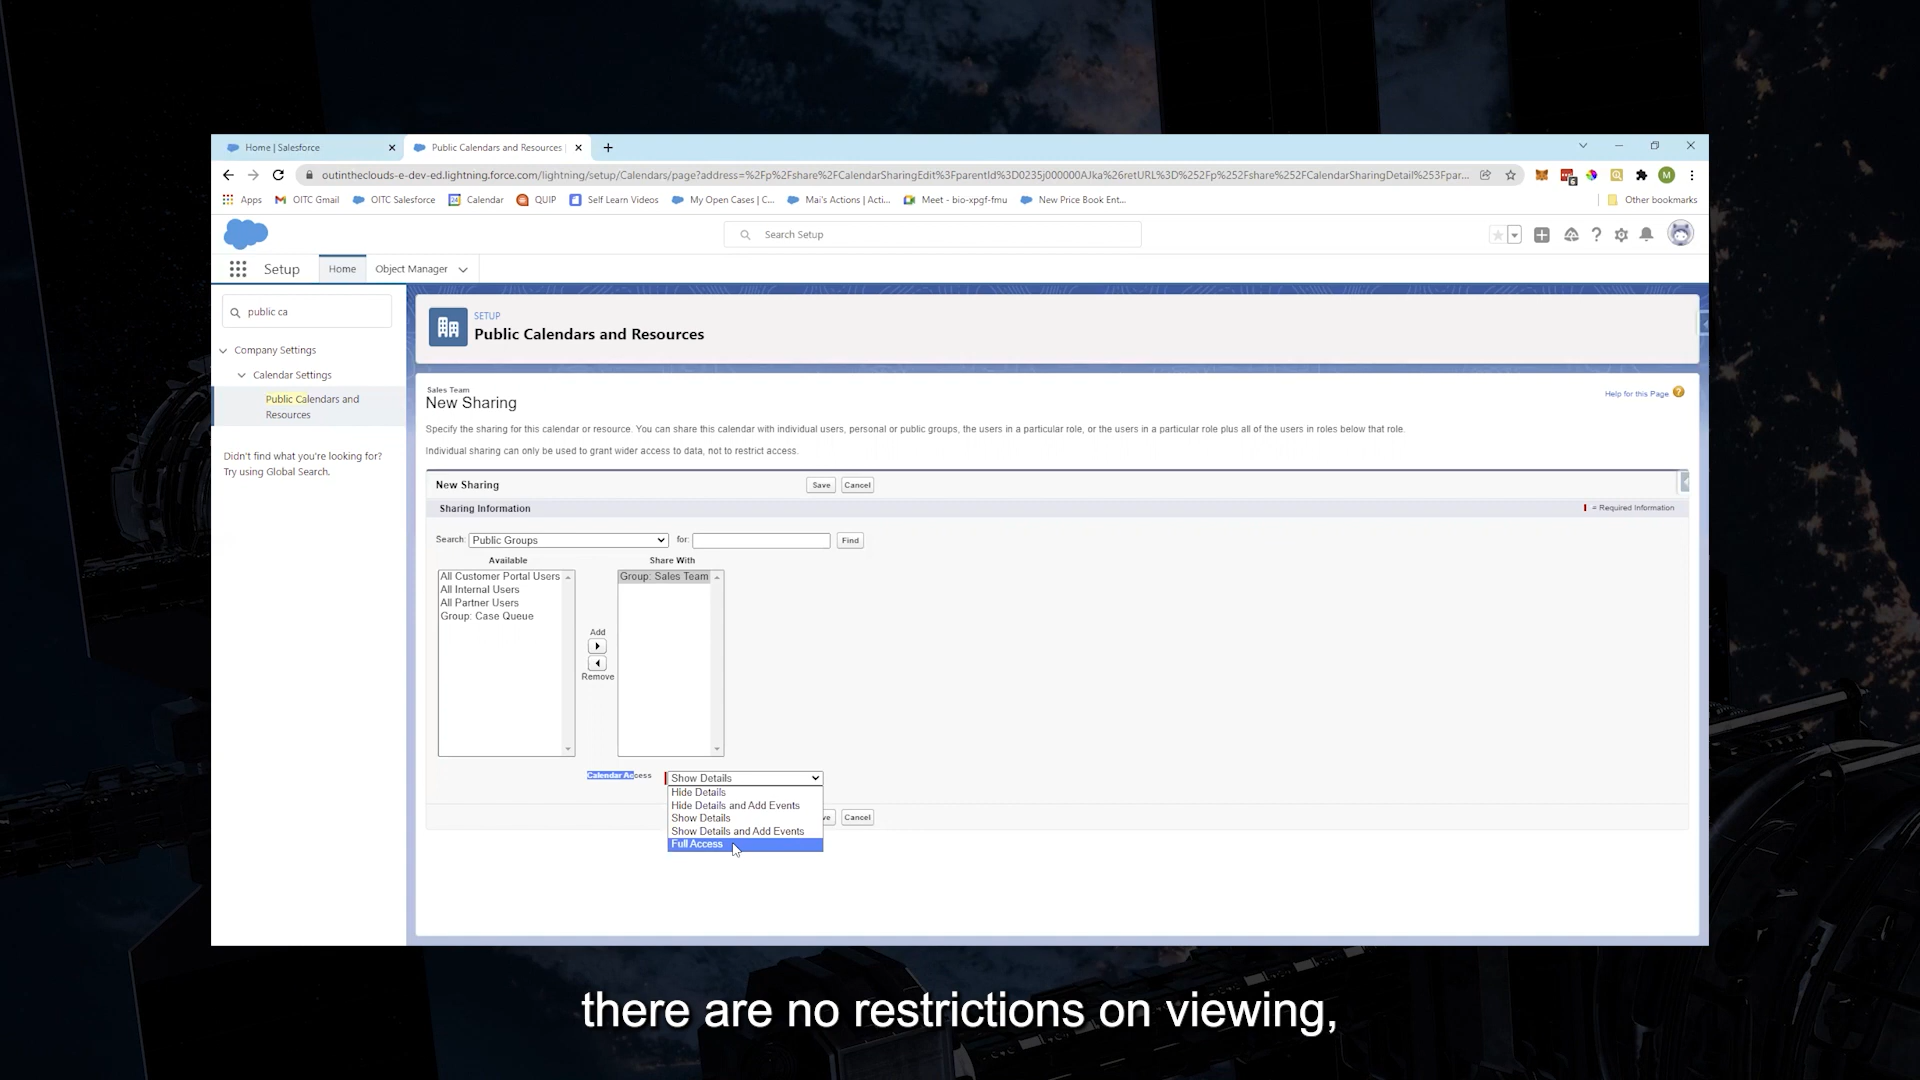 Home | Salesforce
Public Calendars and Resources
outintheclouds-e-dev-ed.lightning.force.com/lightning/setup/Calendars/page?address=%2Fp%2Fshare%2FCalendarSharingEdit%3FparentId%3D0235j000000AJka%26retURL%3D%252Fp%252Fshare%252FCalendarSharingDetail%253Fpar...
Apps
OITC Gmail
OITC Salesforce
Calendar
QUIP
Self Learn Videos
My Open Cases | C...
Mai's Actions | Acti...
Meet - bio-xpgf-fmu
New Price Book Ent...
Other bookmarks
Search Setup
Setup
Home
Object Manager
public ca
Company Settings
Calendar Settings
Public Calendars and
Resources
Didn't find what you're looking for?
Try using Global Search.
SETUP
Public Calendars and Resources
Sales Team
New Sharing
Help for this Page
Specify the sharing for this calendar or resource. You can share this calendar with individual users, personal or public groups, the users in a particular role, or the users in a particular role plus all of the users in roles below that role.
Individual sharing can only be used to grant wider access to data, not to restrict access.
New Sharing
Save
Cancel
Sharing Information
= Required Information
Search:
Public Groups
for:
Find
Available
Share With
All Customer Portal Users
All Internal Users
All Partner Users
Group: Case Queue
Group: Sales Team
Add
Remove
Calendar Access
Show Details
Hide Details
Hide Details and Add Events
Show Details
Show Details and Add Events
Full Access
ve
Cancel
there are no restrictions on viewing,